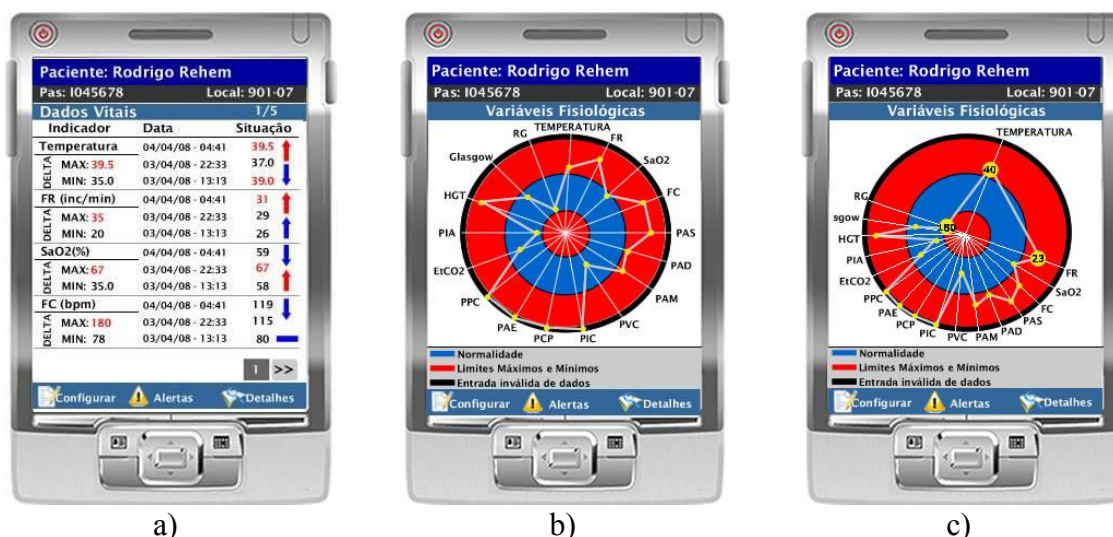 Paciente: Rodrigo Rehem
Pas: I045678 Local: 901-07
Dados Vitais 1/5
Indicador Data Situação
Temperatura 04/04/08 - 04:41 39.5
DELTA MAX: 39.5 03/04/08 - 22:33 37.0
MIN: 35.0 03/04/08 - 13:13 39.0
FR (inc/min) 04/04/08 - 04:41 31
DELTA MAX: 35 03/04/08 - 22:33 29
MIN: 20 03/04/08 - 13:13 26
SaO2(%) 04/04/08 - 04:41 59
DELTA MAX: 67 03/04/08 - 22:33 67
MIN: 35.0 03/04/08 - 13:13 58
FC (bpm) 04/04/08 - 04:41 119
DELTA MAX: 180 03/04/08 - 22:33 115
MIN: 78 03/04/08 - 13:13 80
1 >>
Configurar Alertas Detalhes
a)
Paciente: Rodrigo Rehem
Pas: I045678 Local: 901-07
Variáveis Fisiológicas
TEMPERATURA
FR
SaO2
FC
PAS
PAD
PAM
PVC
PIC
PCP
PAE
PPC
EtCO2
PIA
HGT
Glasgow
RG
Normalidade
Limites Máximos e Mínimos
Entrada inválida de dados
Configurar Alertas Detalhes
b)
Paciente: Rodrigo Rehem
Pas: I045678 Local: 901-07
Variáveis Fisiológicas
TEMPERATURA
40
23
160
FR
SaO2
FC
PAS
PAD
PAM
PVC
PIC
PCP
PAE
PPC
EtCO2
PIA
HGT
sgow
RG
Normalidade
Limites Máximos e Mínimos
Entrada inválida de dados
Configurar Alertas Detalhes
c)